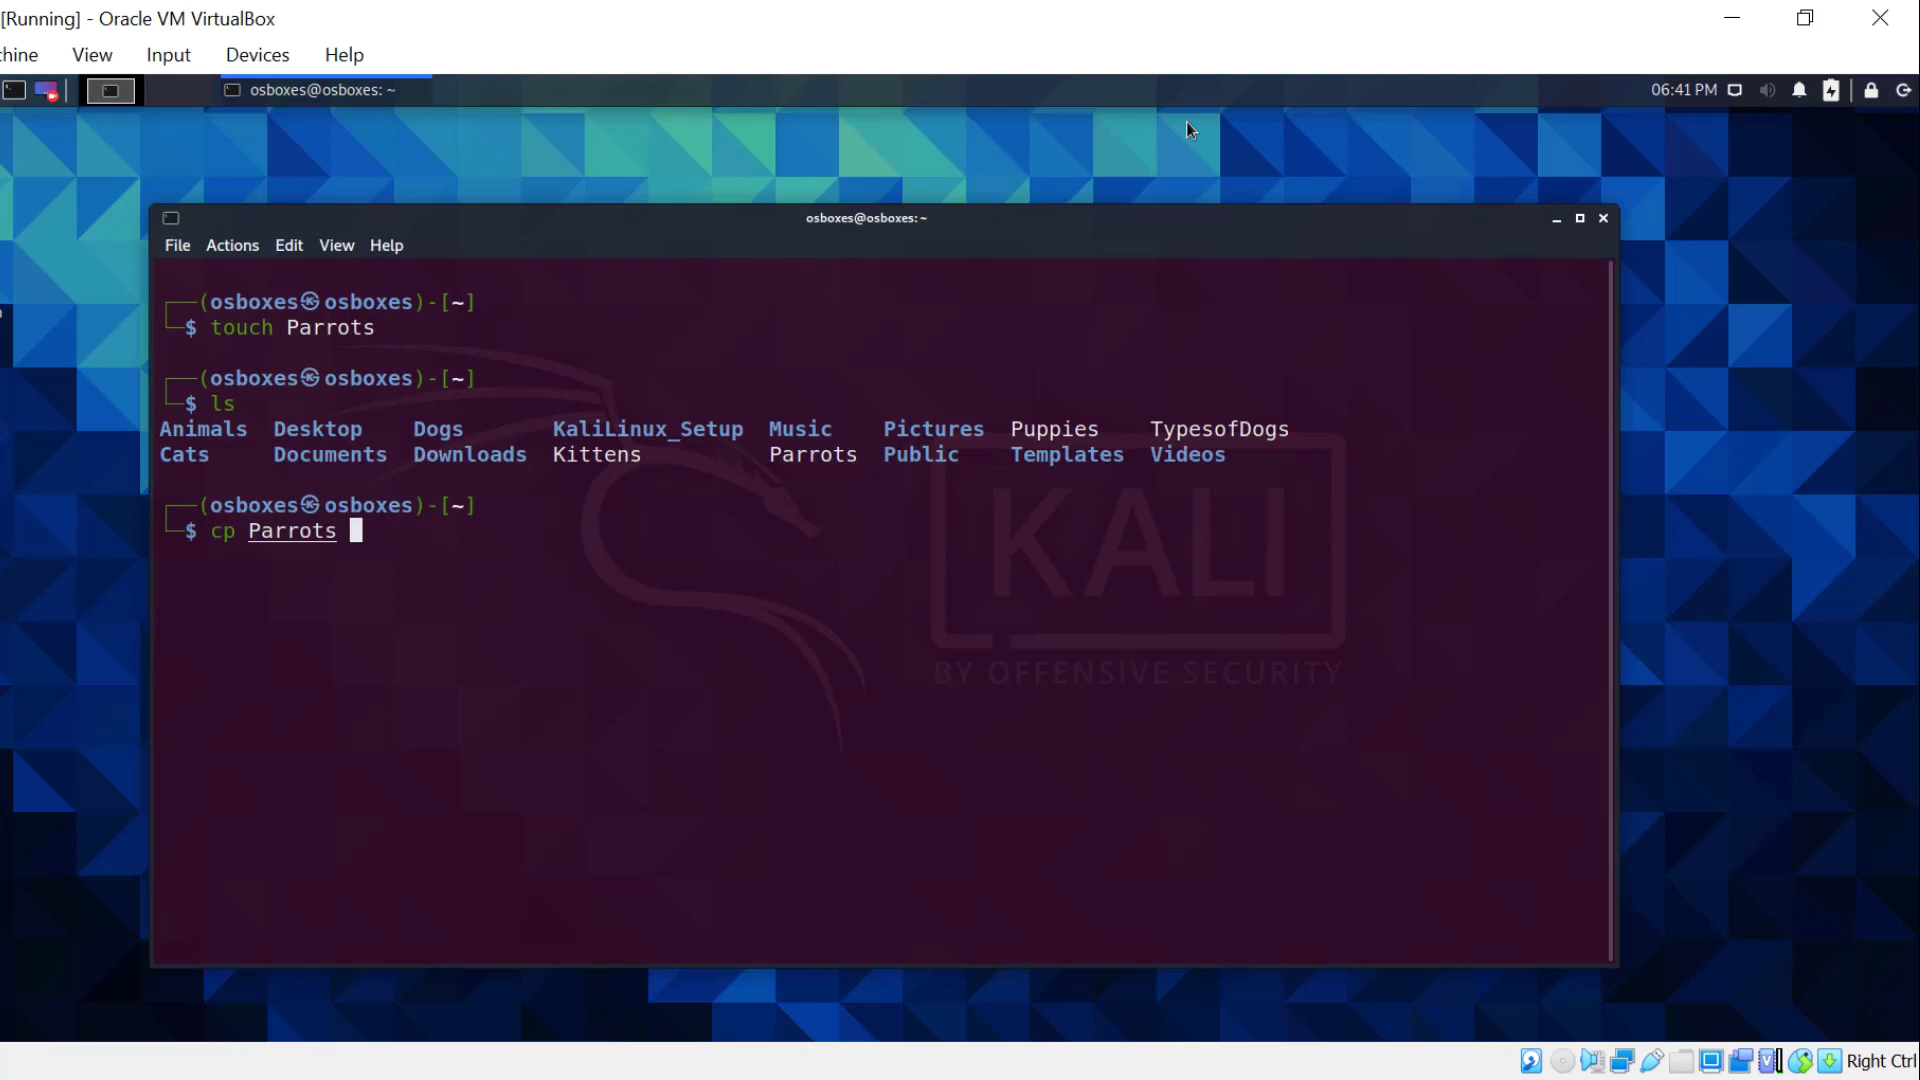 [Running] - Oracle VM VirtualBox
chine View Input Devices Help
osboxes@osboxes: ~
06:41 PM
osboxes@osboxes:~
File Actions Edit View Help
┌──(osboxes㉿osboxes)-[~]
└─$ touch Parrots
┌──(osboxes㉿osboxes)-[~]
└─$ ls
Animals Desktop Dogs KaliLinux_Setup Music Pictures Puppies TypesofDogs
Cats Documents Downloads Kittens Parrots Public Templates Videos
┌──(osboxes㉿osboxes)-[~]
└─$ cp Parrots
KALI
BY OFFENSIVE SECURITY
Right Ctrl